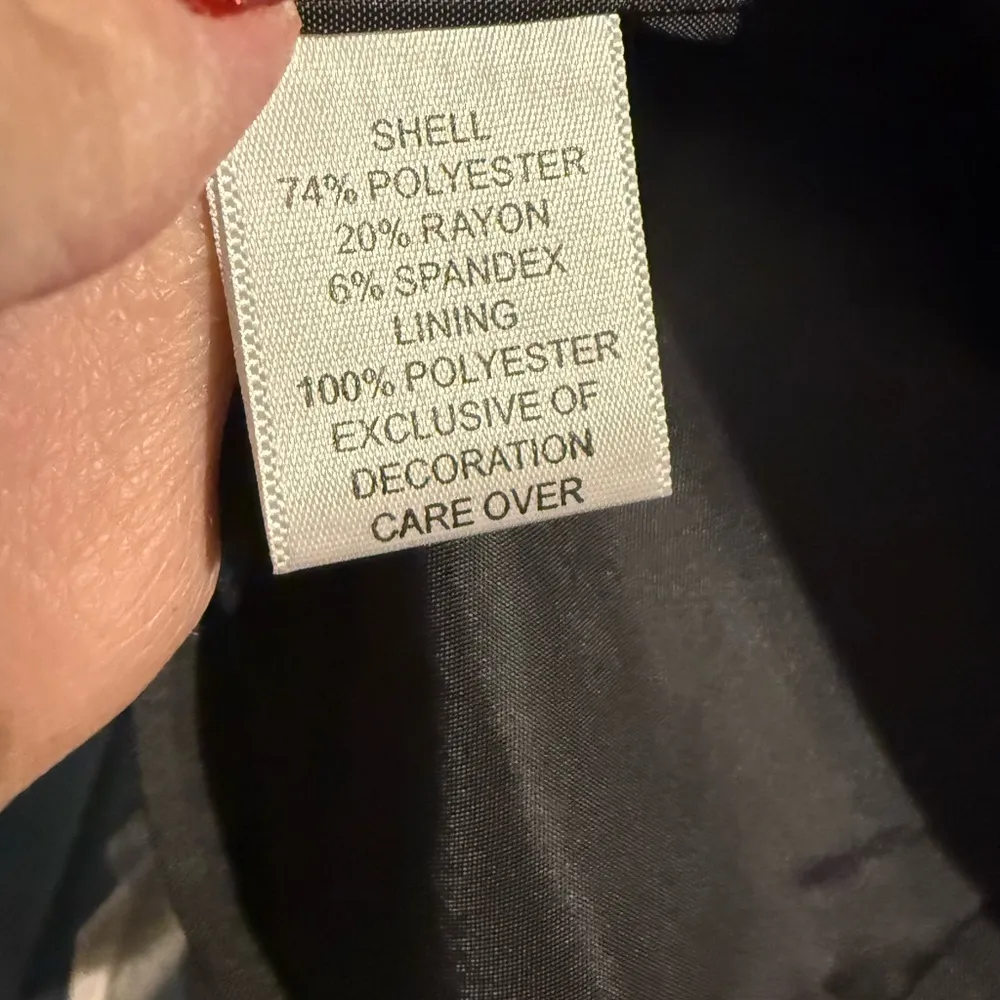 SHELL
74% POLYESTER
20% RAYON
6% SPANDEX
LINING
100% POLYESTER
EXCLUSIVE OF
DECORATION
CARE OVER